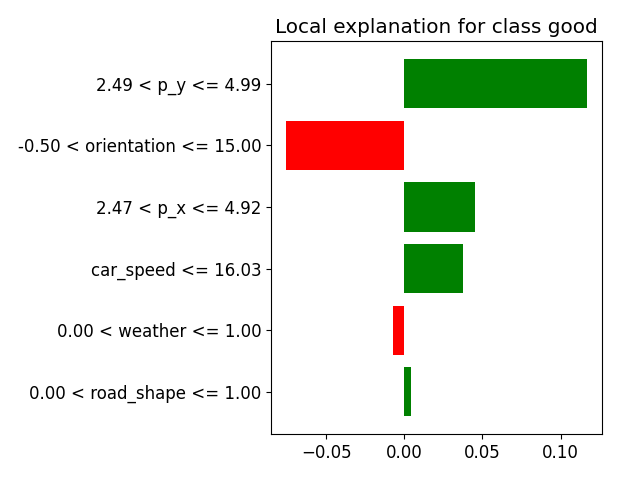 Local explanation for class good
2.49 < p_y <= 4.99
-0.50 < orientation <= 15.00
2.47 < p_x <= 4.92
car_speed <= 16.03
0.00 < weather <= 1.00
0.00 < road_shape <= 1.00
−0.05 0.00 0.05 0.10